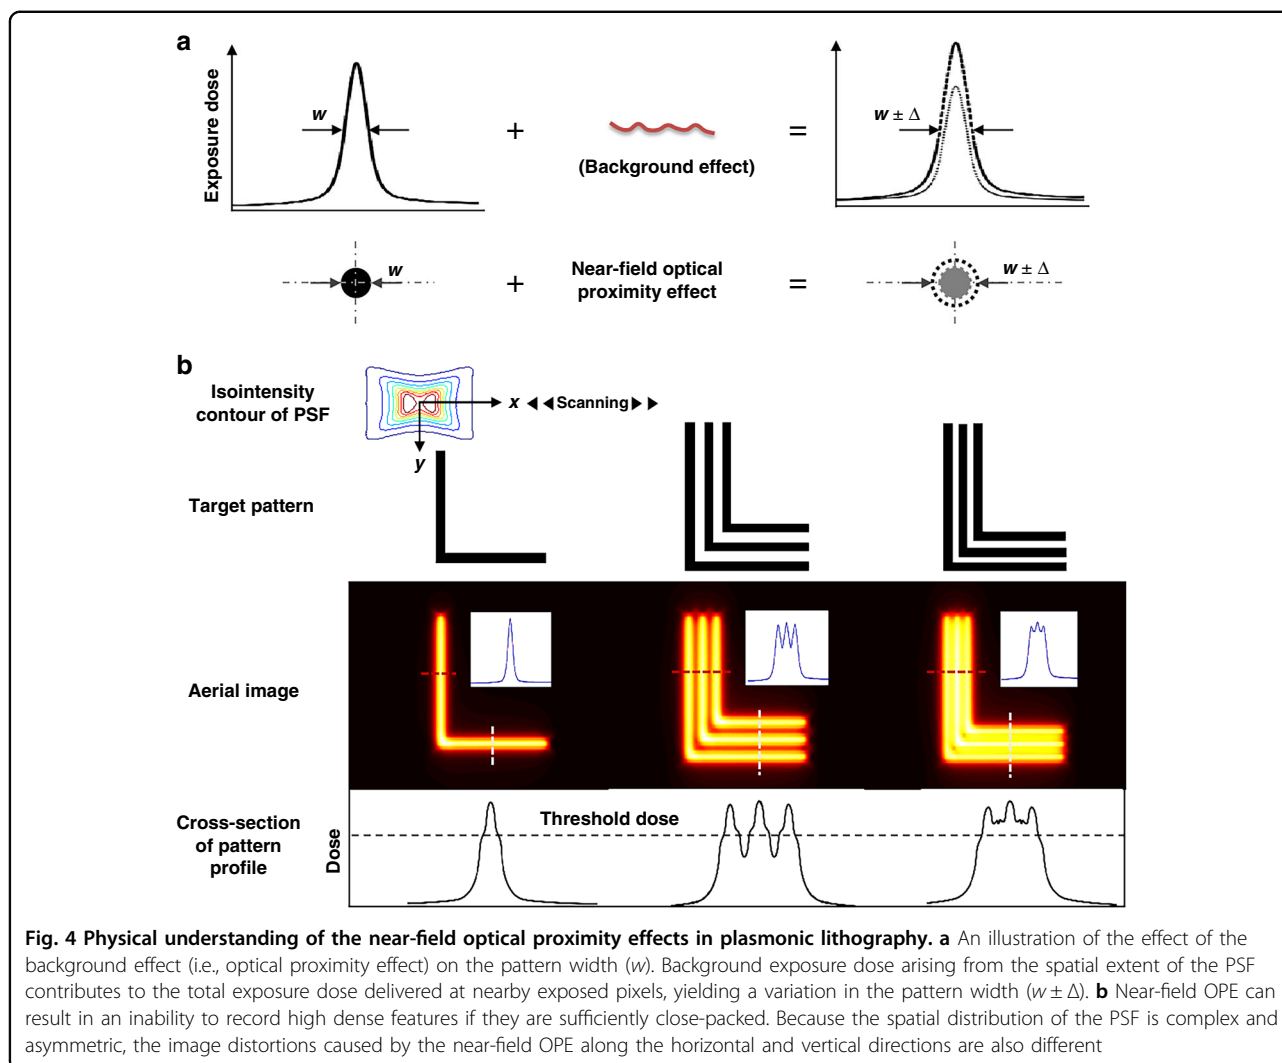 a
Exposure dose
w
+
(Background effect)
=
w ± Δ
w
+
Near-field optical
proximity effect
=
w ± Δ
b
Isointensity
contour of PSF
x
Scanning
y
Target pattern
Aerial image
Cross-section
of pattern
profile
Dose
Threshold dose
Fig. 4 Physical understanding of the near-field optical proximity effects in plasmonic lithography. a An illustration of the effect of the
background effect (i.e., optical proximity effect) on the pattern width (w). Background exposure dose arising from the spatial extent of the PSF
contributes to the total exposure dose delivered at nearby exposed pixels, yielding a variation in the pattern width (w ± Δ). b Near-field OPE can
result in an inability to record high dense features if they are sufficiently close-packed. Because the spatial distribution of the PSF is complex and
asymmetric, the image distortions caused by the near-field OPE along the horizontal and vertical directions are also different